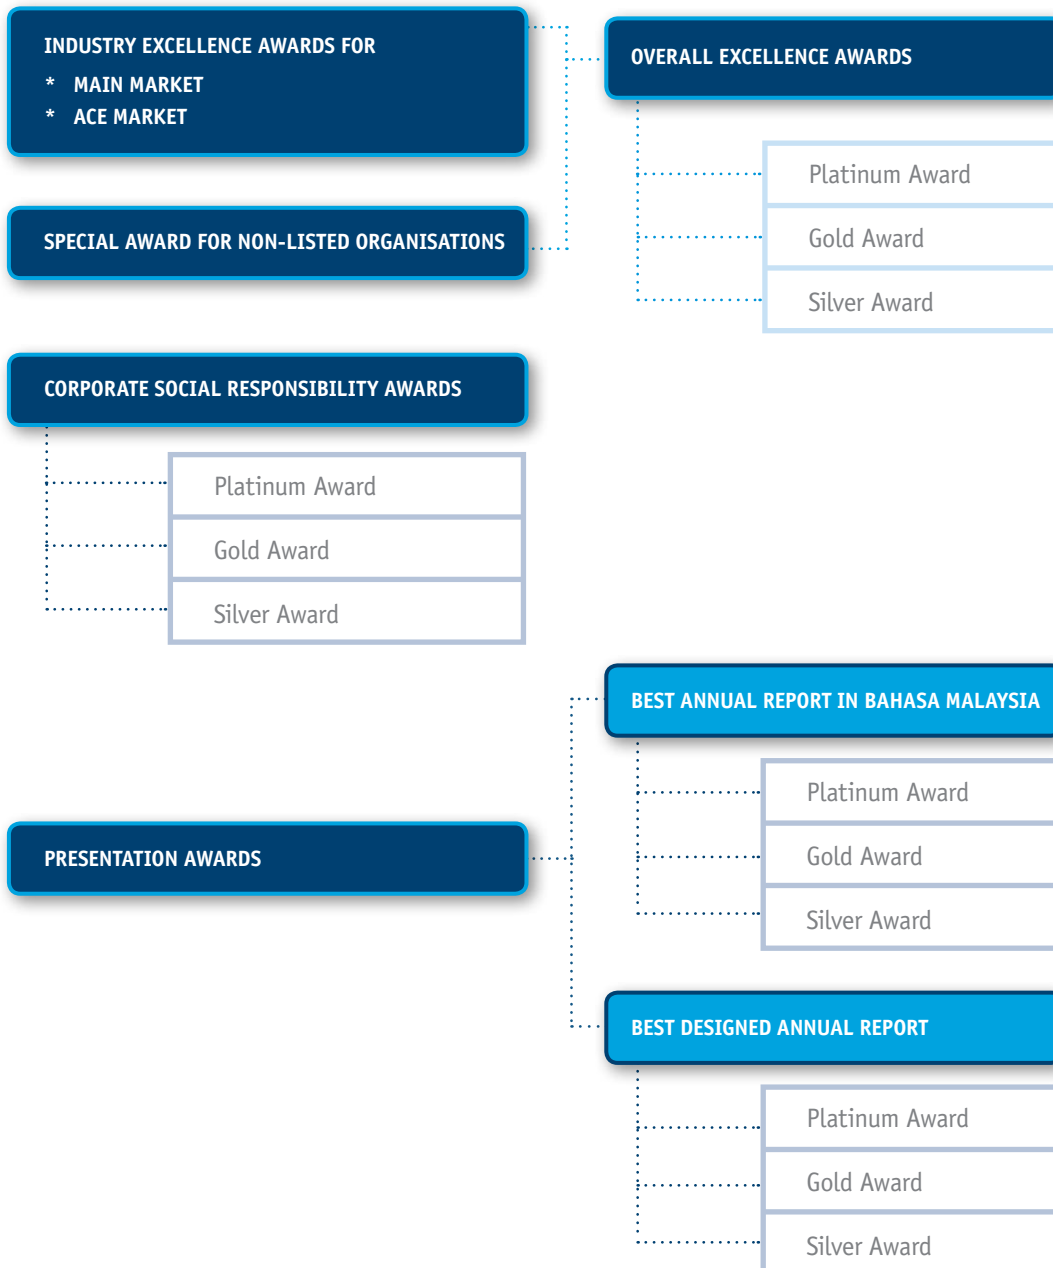 INDUSTRY EXCELLENCE AWARDS FOR
* MAIN MARKET
* ACE MARKET
SPECIAL AWARD FOR NON-LISTED ORGANISATIONS
OVERALL EXCELLENCE AWARDS
Platinum Award
Gold Award
Silver Award
CORPORATE SOCIAL RESPONSIBILITY AWARDS
Platinum Award
Gold Award
Silver Award
PRESENTATION AWARDS
BEST ANNUAL REPORT IN BAHASA MALAYSIA
Platinum Award
Gold Award
Silver Award
BEST DESIGNED ANNUAL REPORT
Platinum Award
Gold Award
Silver Award